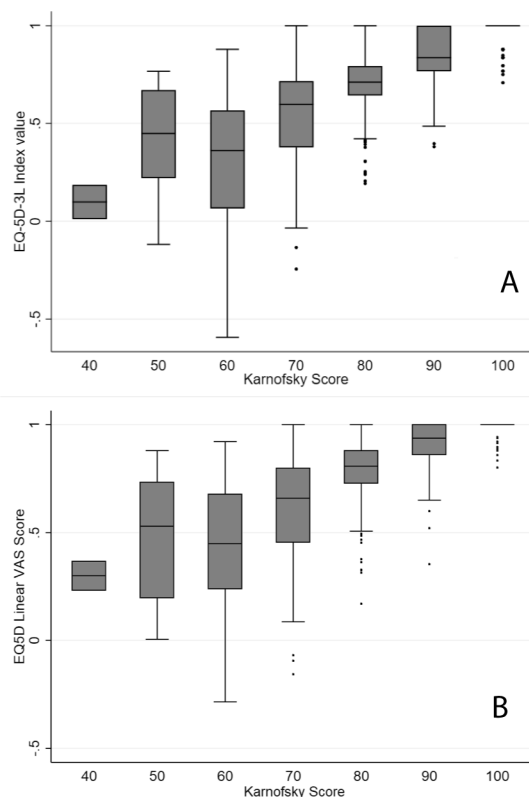 1
.5
0
-.5
EQ-5D-3L Index value
A
40 50 60 70 80 90 100
Karnofsky Score
1
.5
0
-.5
EQ5D Linear VAS Score
B
40 50 60 70 80 90 100
Karnofsky Score